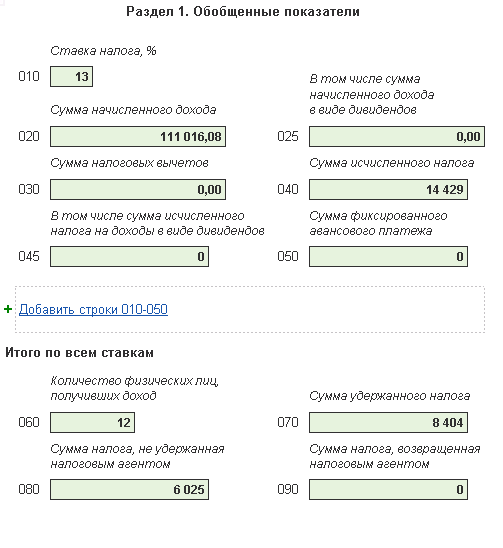 Раздел 1. Обобщенные показатели
Ставка налога, %
010 13
В том числе сумма
начисленного дохода
в виде дивидендов
Сумма начисленного дохода
020 111 016,08 025 0,00
Сумма налоговых вычетов Сумма исчисленного налога
030 0,00 040 14 429
В том числе сумма исчисленного Сумма фиксированного
налога на доходы в виде дивидендов авансового платежа
045 0 050 0
+ Добавить строки 010-050
Итого по всем ставкам
Количество физических лиц,
получивших доход Сумма удержанного налога
060 12 070 8 404
Сумма налога, не удержанная Сумма налога, возвращенная
налоговым агентом налоговым агентом
080 6 025 090 0